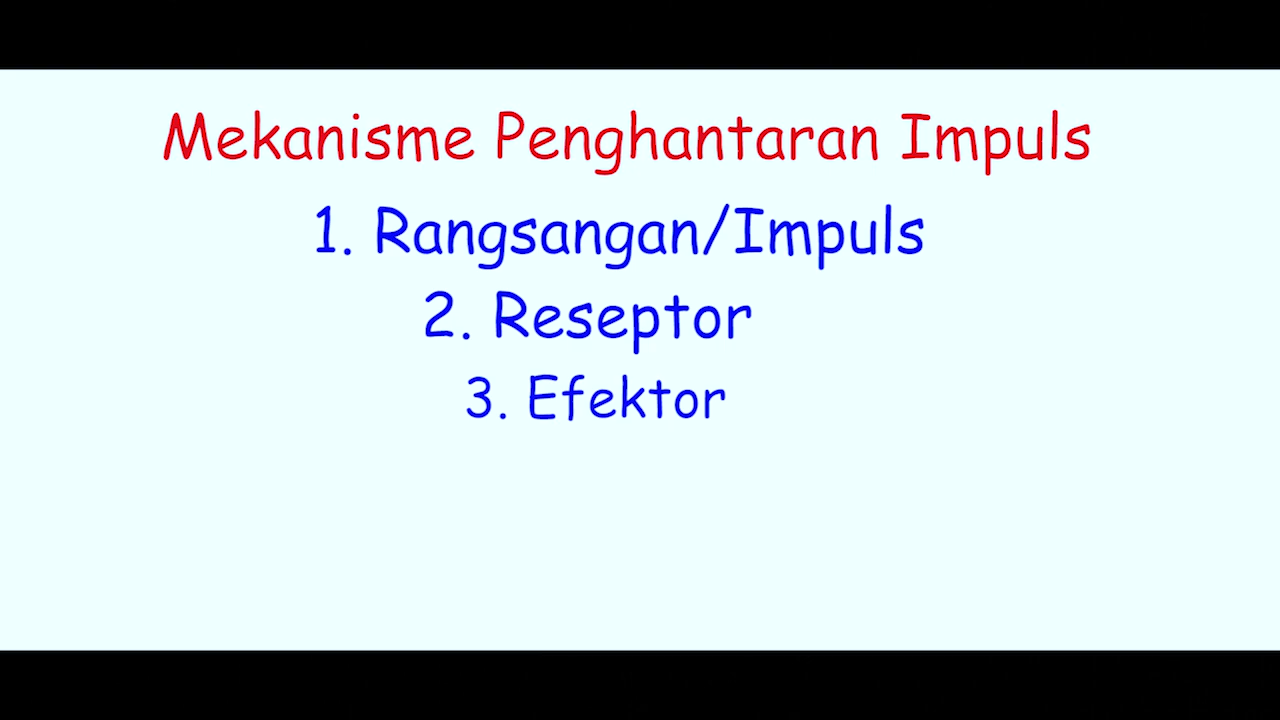 Mekanisme Penghantaran Impuls
1. Rangsangan/Impuls
2. Reseptor
3. Efektor